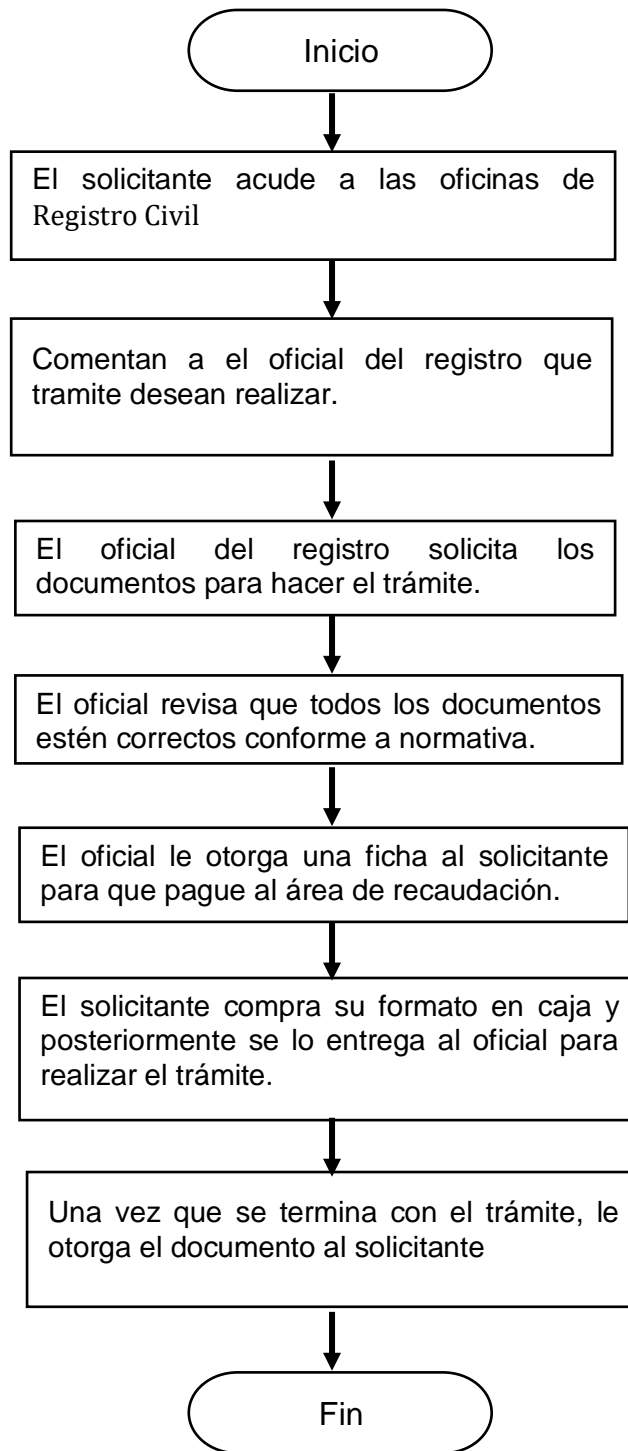 Inicio
El solicitante acude a las oficinas de
Registro Civil
Comentan a el oficial del registro que
tramite desean realizar.
El oficial del registro solicita los
documentos para hacer el trámite.
El oficial revisa que todos los documentos
estén correctos conforme a normativa.
El oficial le otorga una ficha al solicitante
para que pague al área de recaudación.
El solicitante compra su formato en caja y
posteriormente se lo entrega al oficial para
realizar el trámite.
Una vez que se termina con el trámite, le
otorga el documento al solicitante
Fin